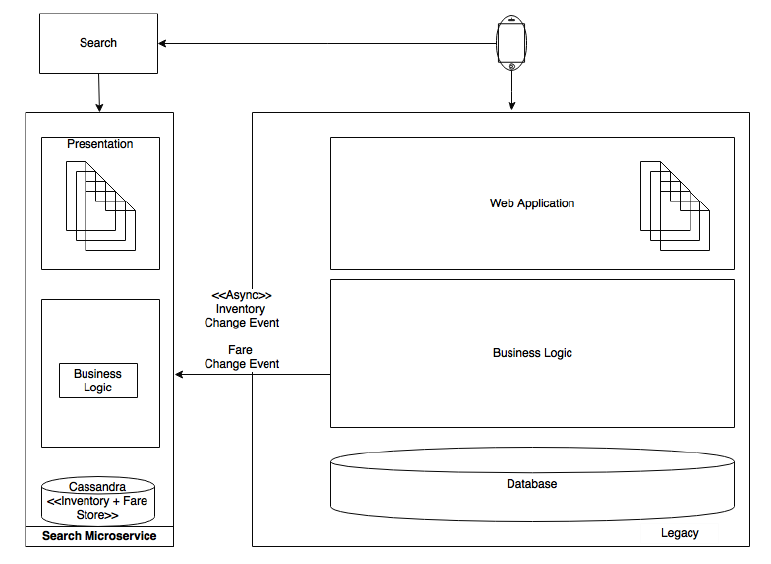 Search
Presentation
Web Application
<<Async>>
Inventory
Change Event
Fare
Change Event
Business
Logic
Business Logic
Cassandra
<<Inventory + Fare
Store>>
Database
Search Microservice
Legacy